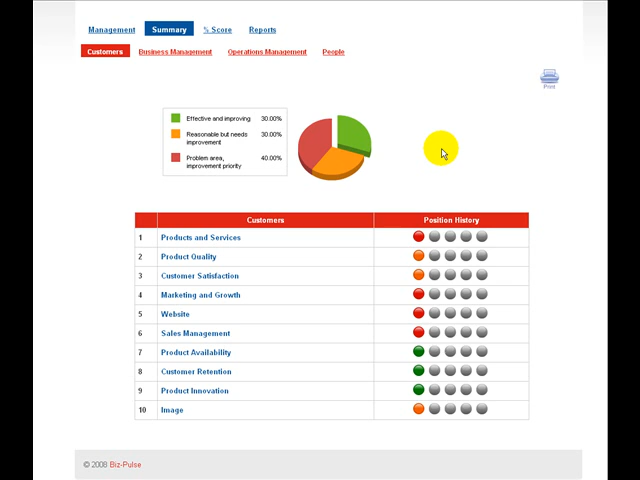 Management Summary % Score Reports
Customers Business Management Operations Management People
Print
Effective and improving 30.00%
Reasonable but needs 30.00%
improvement
Problem area, 40.00%
improvement priority
Customers Position History
1 Products and Services
2 Product Quality
3 Customer Satisfaction
4 Marketing and Growth
5 Website
6 Sales Management
7 Product Availability
8 Customer Retention
9 Product Innovation
10 Image
© 2008 Biz-Pulse